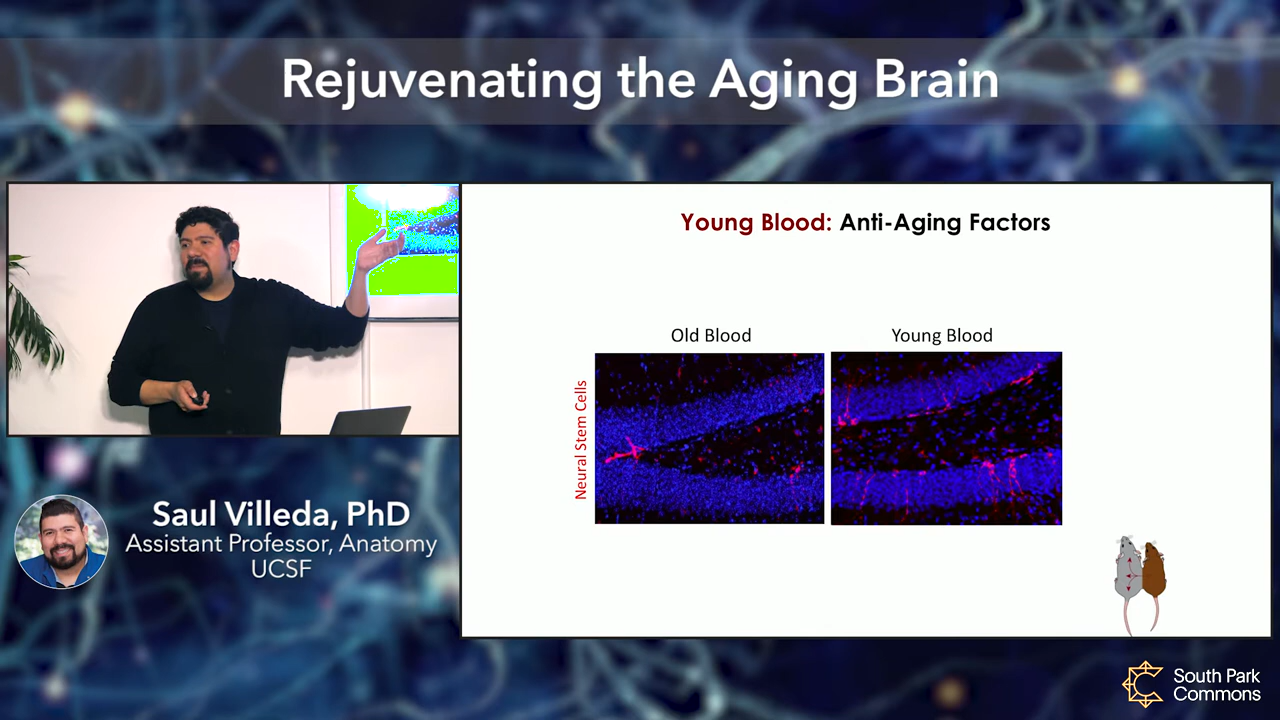 Rejuvenating the Aging Brain
Young Blood: Anti-Aging Factors
Old Blood
Young Blood
Neural Stem Cells
Saul Villeda, PhD
Assistant Professor, Anatomy
UCSF
South Park
Commons